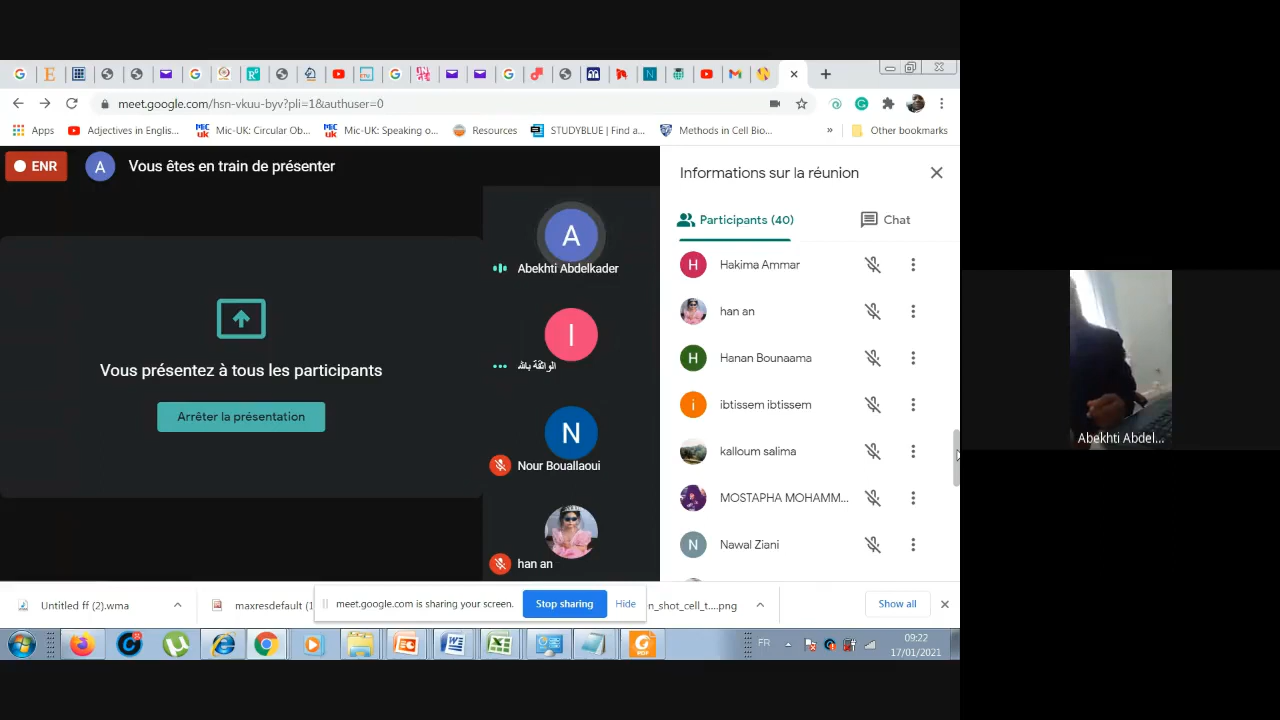 meet.google.com/hsn-vkuu-byv?pli=1&authuser=0
Apps
Adjectives in Englis...
Mic-UK: Circular Ob...
Mic-UK: Speaking o...
Resources
STUDYBLUE | Find a...
Methods in Cell Bio...
»
Other bookmarks
ENR
A
Vous êtes en train de présenter
Vous présentez à tous les participants
Arrêter la présentation
A
Abekhti Abdelkader
I
الواثقة بالله
N
Nour Bouallaoui
han an
Informations sur la réunion
Participants (40)
Chat
H
Hakima Ammar
han an
H
Hanan Bounaama
i
ibtissem ibtissem
kalloum salima
MOSTAPHA MOHAMM...
N
Nawal Ziani
Abekhti Abdel...
Untitled ff (2).wma
maxresdefault (1
meet.google.com is sharing your screen.
Stop sharing
Hide
n_shot_cell_t....png
Show all
FR
09:22
17/01/2021